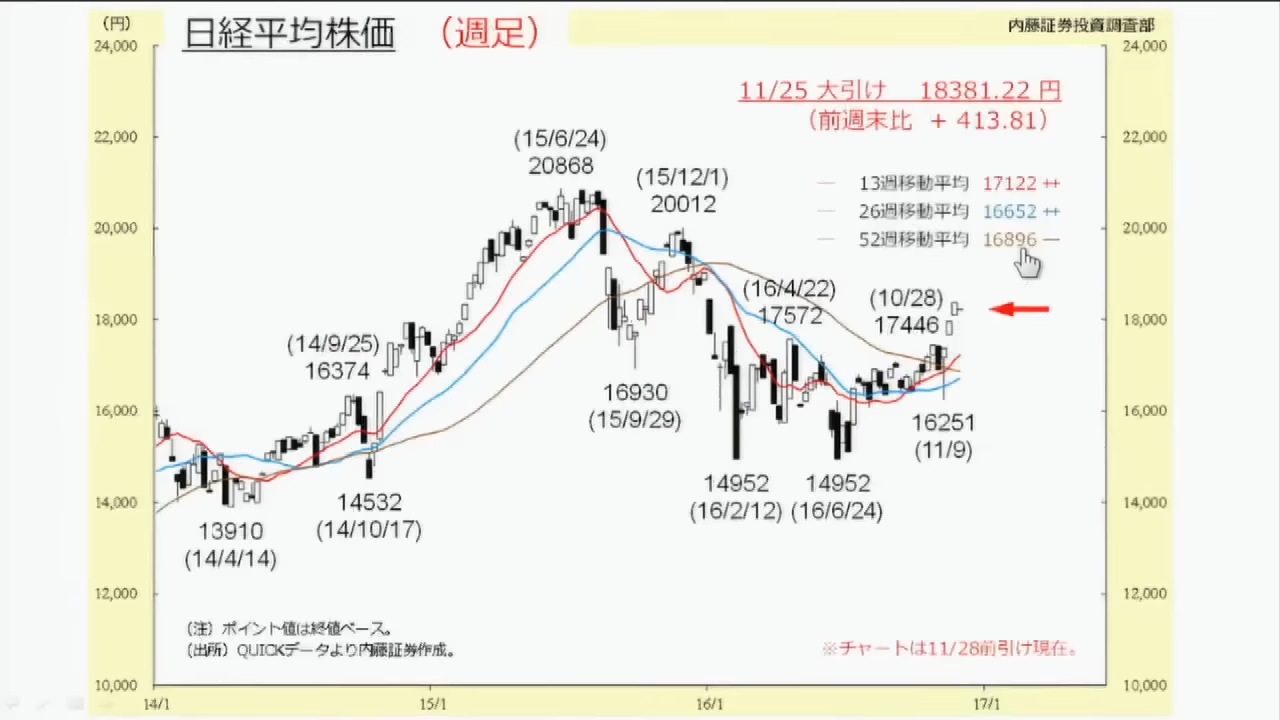 （円）
日経平均株価 （週足）
内藤証券投資調査部
24,000 24,000
11/25 大引け 18381.22 円
（前週末比 ＋413.81）
22,000 22,000
(15/6/24)
20868
(15/12/1)
20012
13週移動平均 17122 ++
26週移動平均 16652 ++
52週移動平均 16896 —
20,000 20,000
(16/4/22)
17572
(10/28)
17446
18,000 18,000
(14/9/25)
16374
16930
(15/9/29)
16,000 16,000
16251
(11/9)
14952
(16/2/12)
14952
(16/6/24)
14532
(14/10/17)
14,000 14,000
13910
(14/4/14)
12,000 12,000
（注）ポイント値は終値ベース。
（出所）QUICKデータより内藤証券作成。
※チャートは11/28前引け現在。
10,000 10,000
14/1 15/1 16/1 17/1